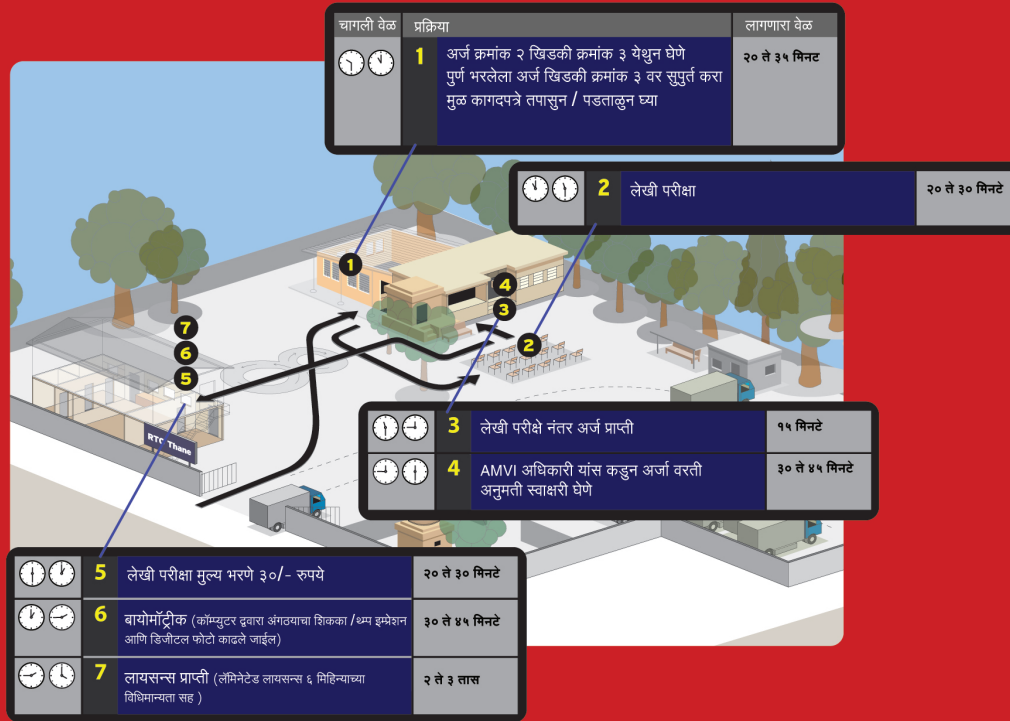 चागली वेळ प्रक्रिया लागणारा वेळ
1 अर्ज क्रमांक २ खिडकी क्रमांक ३ येथुन घेणे २० ते ३५ मिनट
पुर्ण भरलेला अर्ज खिडकी क्रमांक ३ वर सुपुर्त करा
मुळ कागदपत्रे तपासुन / पडताळुन घ्या
2 लेखी परीक्षा २० ते ३० मिनटे
1
4
3
2
7
6
5
RTO Thane
3 लेखी परीक्षे नंतर अर्ज प्राप्ती १५ मिनटे
4 AMVI अधिकारी यांस कडुन अर्जा वरती ३० ते ४५ मिनटे
अनुमती स्वाक्षरी घेणे
5 लेखी परीक्षा मुल्य भरणे ३०/- रुपये २० ते ३० मिनटे
6 बायोमॉट्रीक (कॉम्प्युटर द्ववारा अंगठयाचा शिकका /थ्म्प इम्प्रेशन ३० ते ४५ मिनटे
आणि डिजीटल फोटो काढले जाईल)
7 लायसन्स प्राप्ती (लॅमिनेटेड लायसन्स ६ मिहिन्याच्या २ ते ३ तास
विधिमान्यता सह )